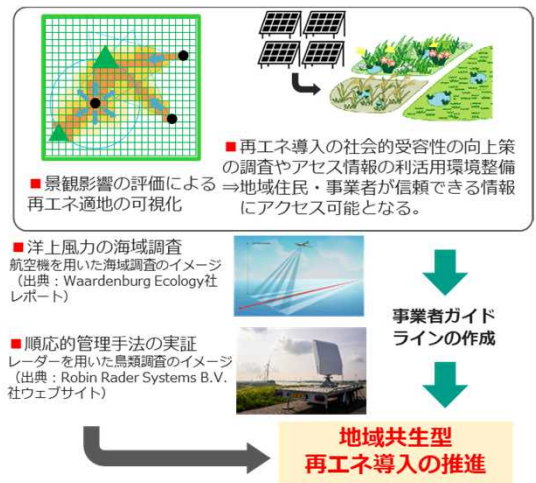 ■景観影響の評価による
再エネ適地の可視化
■再エネ導入の社会的受容性の向上策
の調査やアセス情報の利活用環境整備
⇒地域住民・事業者が信頼できる情報
にアクセス可能となる。
■洋上風力の海域調査
航空機を用いた海域調査のイメージ
（出典：Waardenburg Ecology社
レポート）
■順応的管理手法の実証
レーダーを用いた鳥類調査のイメージ
（出典：Robin Rader Systems B.V.
社ウェブサイト）
事業者ガイド
ラインの作成
地域共生型
再エネ導入の推進